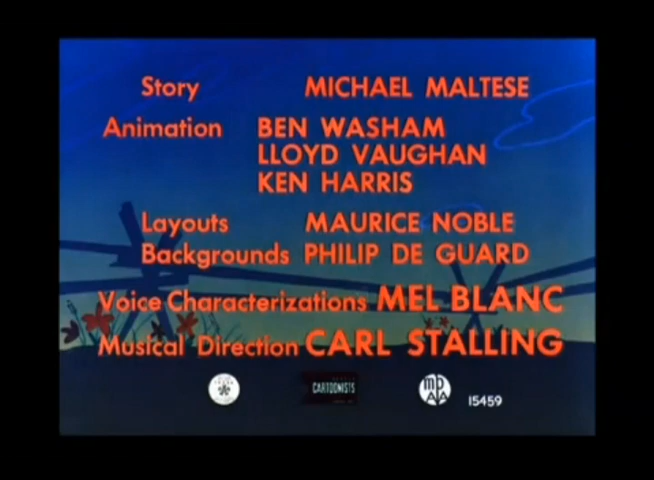 Story MICHAEL MALTESE
Animation BEN WASHAM
LLOYD VAUGHAN
KEN HARRIS
Layouts MAURICE NOBLE
Backgrounds PHILIP DE GUARD
Voice Characterizations MEL BLANC
Musical Direction CARL STALLING
CARTOONISTS
15459